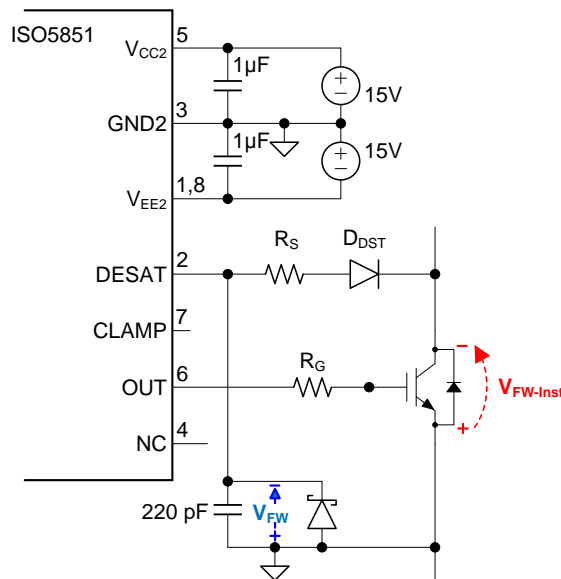 ISO5851
5
VCC2
1µF
15V
3
GND2
1µF
15V
1,8
VEE2
RS
DDST
2
DESAT
7
CLAMP
–
VFW-Inst
+
6
OUT
RG
4
NC
220 pF
–
VFW
+